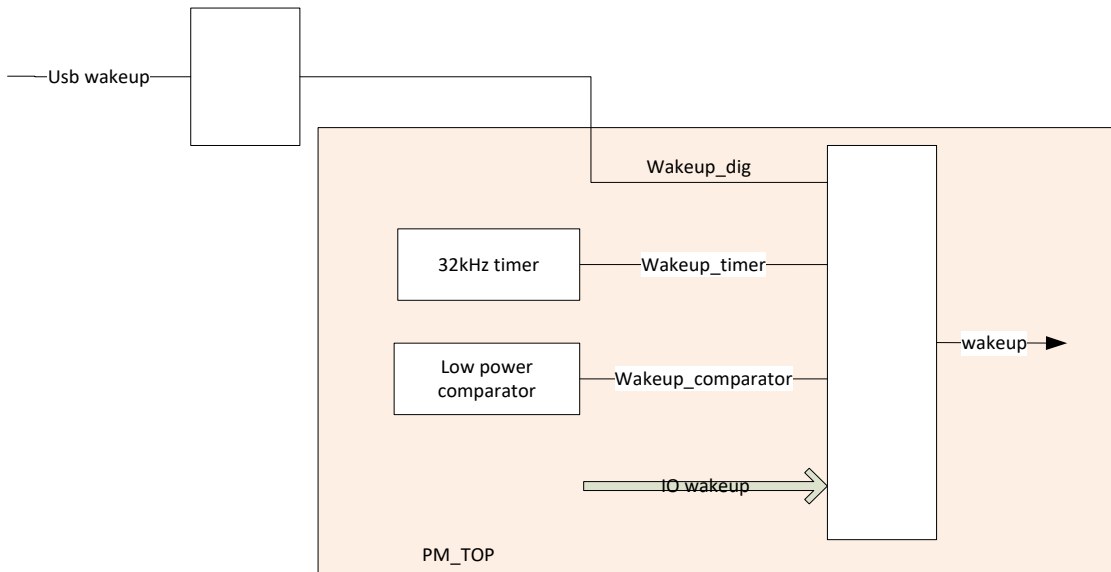 Usb wakeup
Wakeup_dig
32kHz timer
Wakeup_timer
wakeup
Low power
comparator
Wakeup_comparator
IO wakeup
PM_TOP